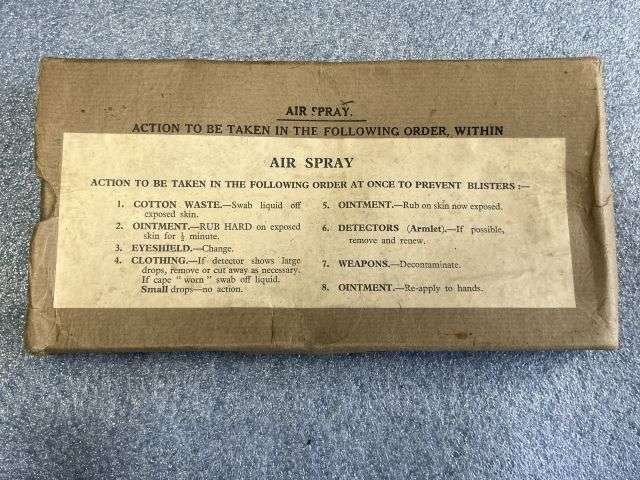 AIR SPRAY.
ACTION TO BE TAKEN IN THE FOLLOWING ORDER, WITHIN
AIR SPRAY
ACTION TO BE TAKEN IN THE FOLLOWING ORDER AT ONCE TO PREVENT BLISTERS :—
1. COTTON WASTE.—Swab liquid off
exposed skin.
2. OINTMENT.—RUB HARD on exposed
skin for ½ minute.
3. EYESHIELD.—Change.
4. CLOTHING.—If detector shows large
drops, remove or cut away as necessary.
If cape "worn" swab off liquid.
Small drops—no action.
5. OINTMENT.—Rub on skin now exposed.
6. DETECTORS (Armlet).—If possible,
remove and renew.
7. WEAPONS.—Decontaminate.
8. OINTMENT.—Re-apply to hands.